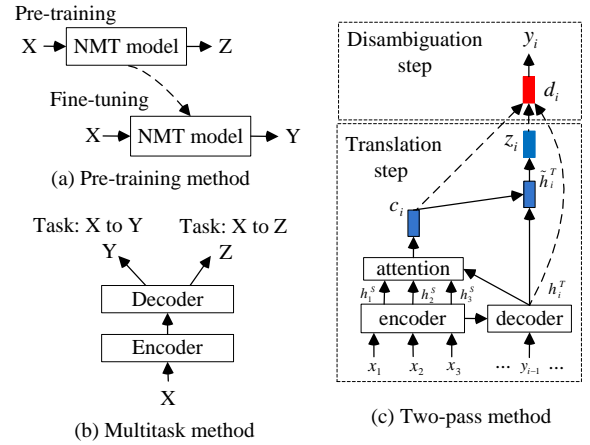 Pre-training
X NMT model Z
Fine-tuning
X NMT model Y
(a) Pre-training method
Task: X to Y Task: X to Z
Y Z
Decoder
Encoder
X
(b) Multitask method
Disambiguation
step
y_i
d_i
Translation
step
z_i
h̃_i^T
c_i
attention
h_1^S h_2^S h_3^S h_i^T
encoder decoder
x_1 x_2 x_3 ... y_{i-1} ...
(c) Two-pass method